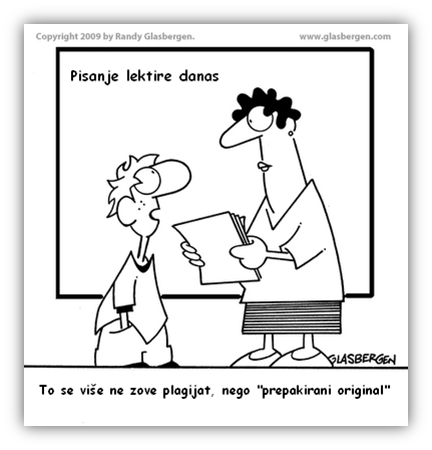 Copyright 2009 by Randy Glasbergen. www.glasbergen.com
Pisanje lektire danas
GLASBERGEN
To se više ne zove plagijat, nego "prepakirani original"